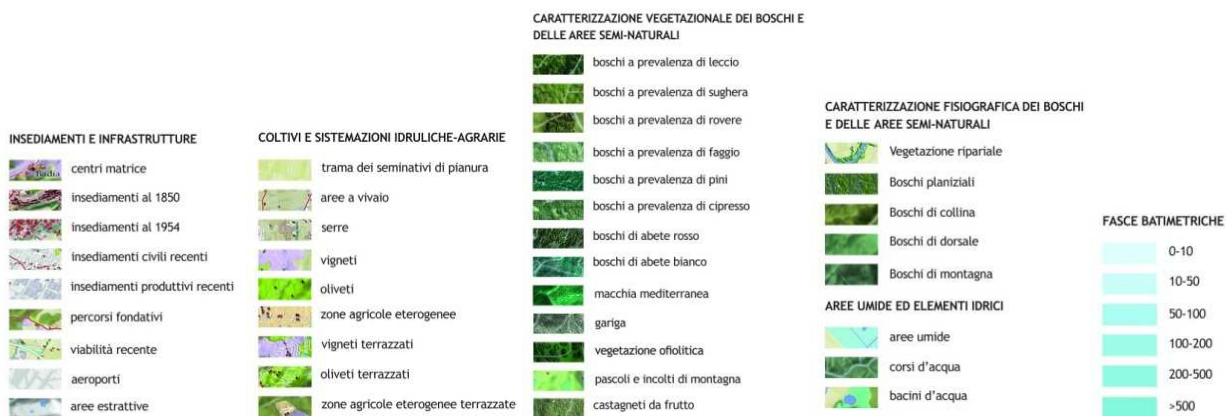 INSEDIAMENTI E INFRASTRUTTURE
Badia
centri matrice
insediamenti al 1850
insediamenti al 1954
insediamenti civili recenti
insediamenti produttivi recenti
percorsi fondativi
viabilità recente
aeroporti
aree estrattive
COLTIVI E SISTEMAZIONI IDRULICHE-AGRARIE
trama dei seminativi di pianura
aree a vivaio
serre
vigneti
oliveti
zone agricole eterogenee
vigneti terrazzati
oliveti terrazzati
zone agricole eterogenee terrazzate
CARATTERIZZAZIONE VEGETAZIONALE DEI BOSCHI E
DELLE AREE SEMI-NATURALI
boschi a prevalenza di leccio
boschi a prevalenza di sughera
boschi a prevalenza di rovere
boschi a prevalenza di faggio
boschi a prevalenza di pini
boschi a prevalenza di cipresso
boschi di abete rosso
boschi di abete bianco
macchia mediterranea
gariga
vegetazione ofiolitica
pascoli e incolti di montagna
castagneti da frutto
CARATTERIZZAZIONE FISIOGRAFICA DEI BOSCHI
E DELLE AREE SEMI-NATURALI
Vegetazione ripariale
Boschi planiziali
Boschi di collina
Boschi di dorsale
Boschi di montagna
AREE UMIDE ED ELEMENTI IDRICI
aree umide
corsi d'acqua
bacini d'acqua
FASCE BATIMETRICHE
0-10
10-50
50-100
100-200
200-500
>500